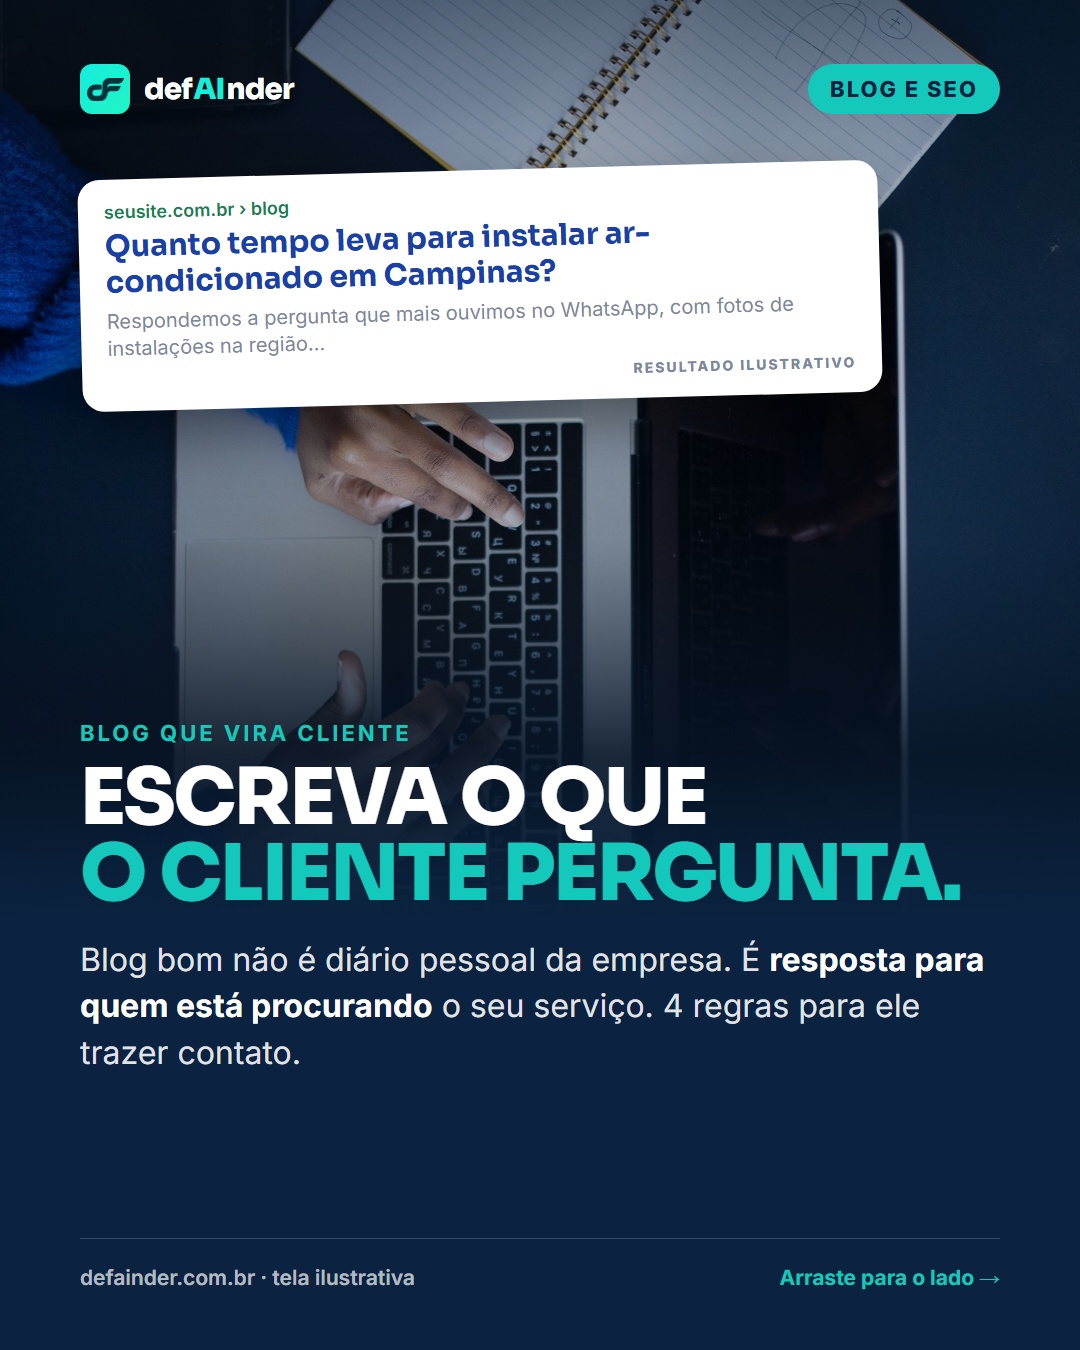 defAInder
BLOG E SEO
seusite.com.br › blog
Quanto tempo leva para instalar ar-
condicionado em Campinas?
Respondemos a pergunta que mais ouvimos no WhatsApp, com fotos de
instalações na região...
RESULTADO ILUSTRATIVO
BLOG QUE VIRA CLIENTE
ESCREVA O QUE
O CLIENTE PERGUNTA.
Blog bom não é diário pessoal da empresa. É resposta para
quem está procurando o seu serviço. 4 regras para ele
trazer contato.
defainder.com.br · tela ilustrativa
Arraste para o lado →